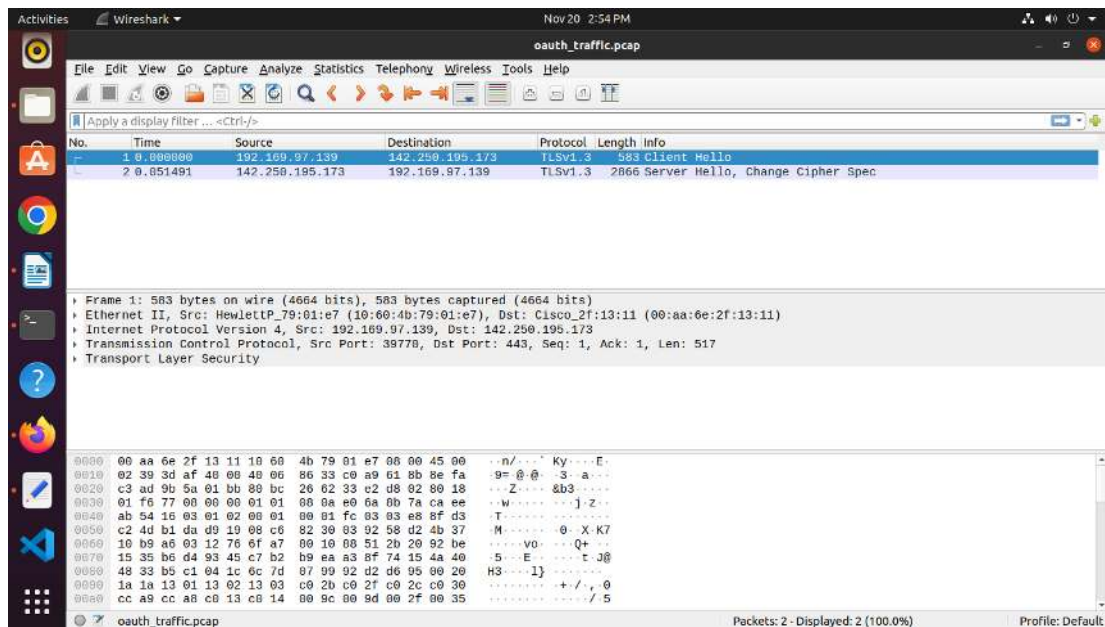 Activities Wireshark Nov 20 2:54 PM
oauth_traffic.pcap
File Edit View Go Capture Analyze Statistics Telephony Wireless Tools Help
Apply a display filter ... <Ctrl-/>
No. Time Source Destination Protocol Length Info
1 0.000000 192.169.97.139 142.250.195.173 TLSv1.3 583 Client Hello
2 0.051491 142.250.195.173 192.169.97.139 TLSv1.3 2866 Server Hello, Change Cipher Spec
Frame 1: 583 bytes on wire (4664 bits), 583 bytes captured (4664 bits)
Ethernet II, Src: HewlettP_79:01:e7 (10:60:4b:79:01:e7), Dst: Cisco_2f:13:11 (00:aa:6e:2f:13:11)
Internet Protocol Version 4, Src: 192.169.97.139, Dst: 142.250.195.173
Transmission Control Protocol, Src Port: 39770, Dst Port: 443, Seq: 1, Ack: 1, Len: 517
Transport Layer Security
0000 00 aa 6e 2f 13 11 10 60 4b 79 01 e7 08 00 45 00 ··n/···` Ky····E·
0010 02 39 3d af 40 00 40 06 86 33 c0 a9 61 8b 8e fa ·9=·@·@· ·3··a···
0020 c3 ad 9b 5a 01 bb 80 bc 26 62 33 e2 d8 02 80 18 ···Z···· &b3·····
0030 01 f6 77 08 00 00 01 01 08 0a e0 6a 8b 7a ca ee ··w····· ···j·z··
0040 ab 54 16 03 01 02 00 01 00 01 fc 03 03 e8 8f d3 ·T······ ········
0050 c2 4d b1 da d9 19 08 c6 82 30 03 92 58 d2 4b 37 ·M······ ·0··X·K7
0060 10 b9 a6 03 12 76 6f a7 00 10 08 51 2b 20 92 be ·····vo· ···Q+ ··
0070 15 35 b6 d4 93 45 c7 b2 b9 ea a3 8f 74 15 4a 40 ·5···E·· ····t·J@
0080 48 33 b5 c1 04 1c 6c 7d 07 99 92 d2 d6 95 00 20 H3····l} ·······
0090 1a 1a 13 01 13 02 13 03 c0 2b c0 2f c0 2c c0 30 ········ ·+·/·,·0
00a0 cc a9 cc a8 c0 13 c0 14 00 9c 00 9d 00 2f 00 35 ········ ·····/·5
oauth_traffic.pcap Packets: 2 · Displayed: 2 (100.0%) Profile: Default